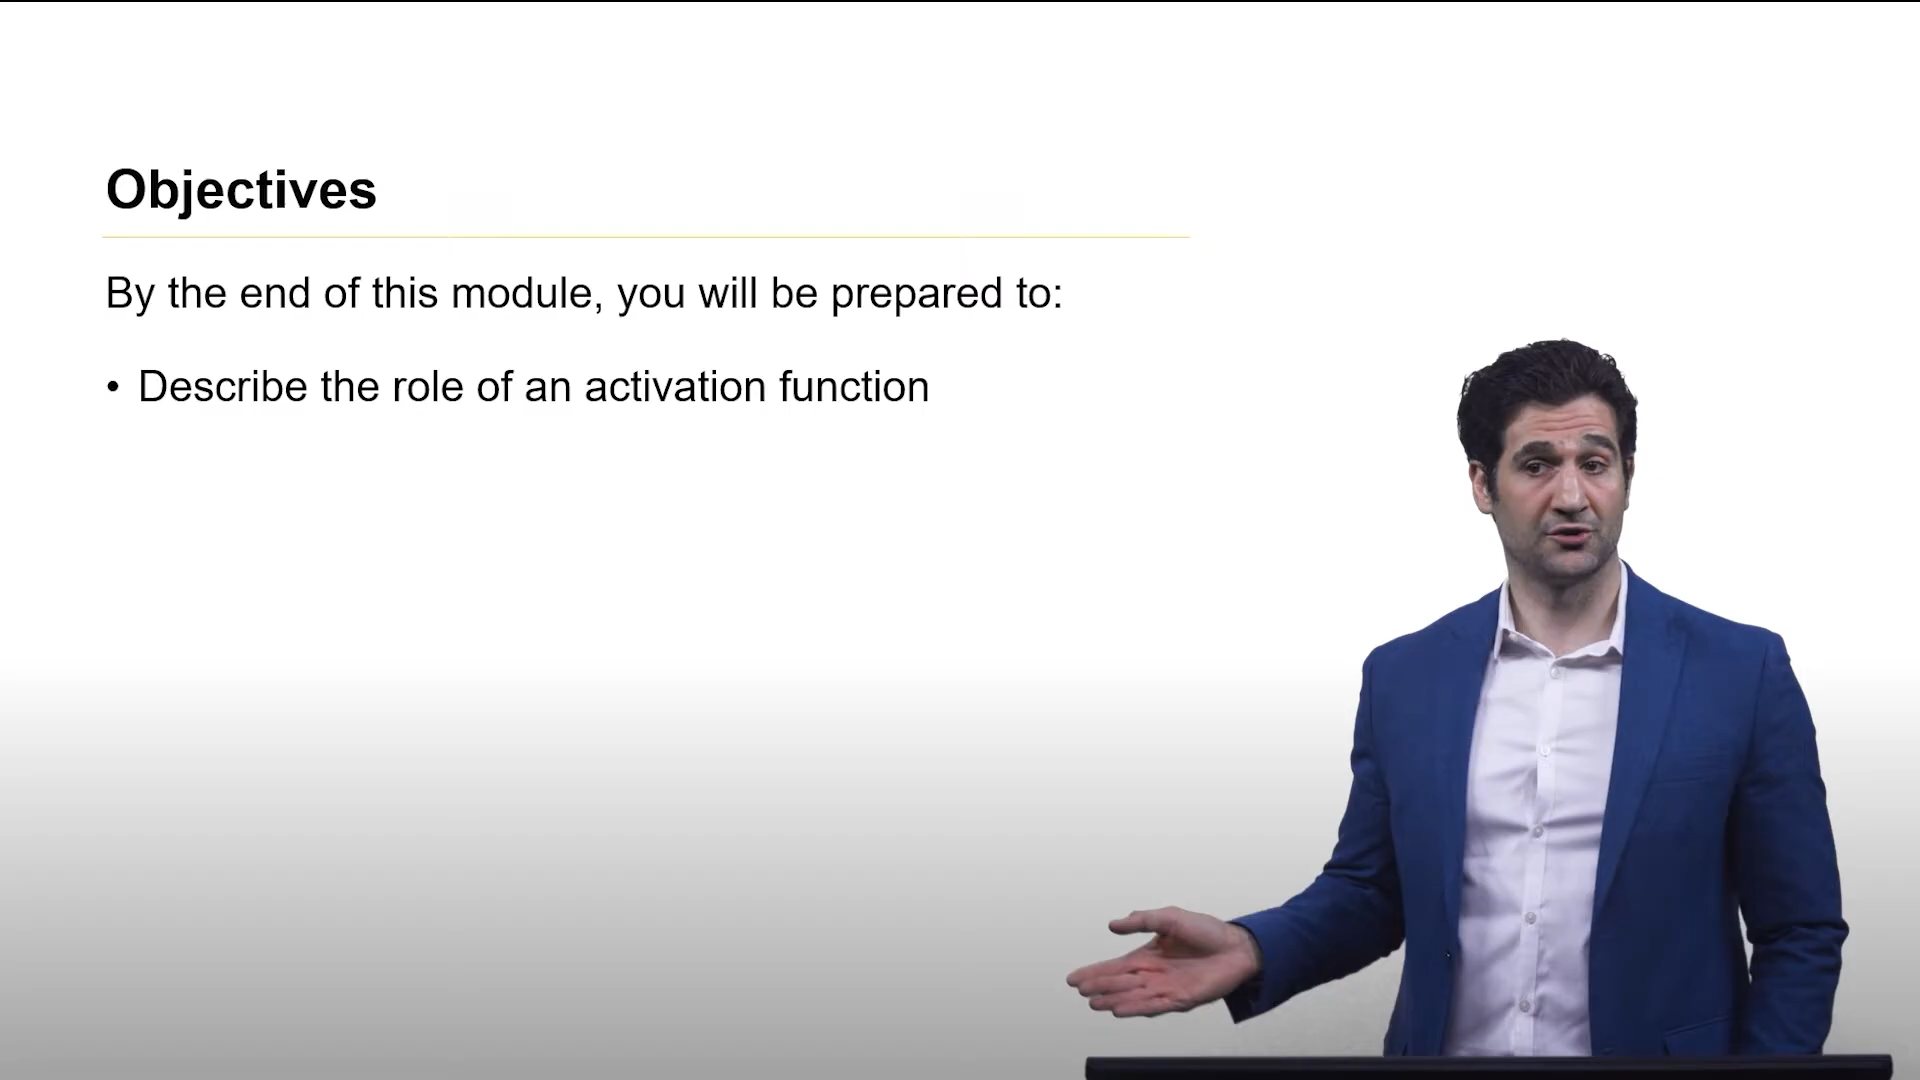 Objectives
By the end of this module, you will be prepared to:
• Describe the role of an activation function